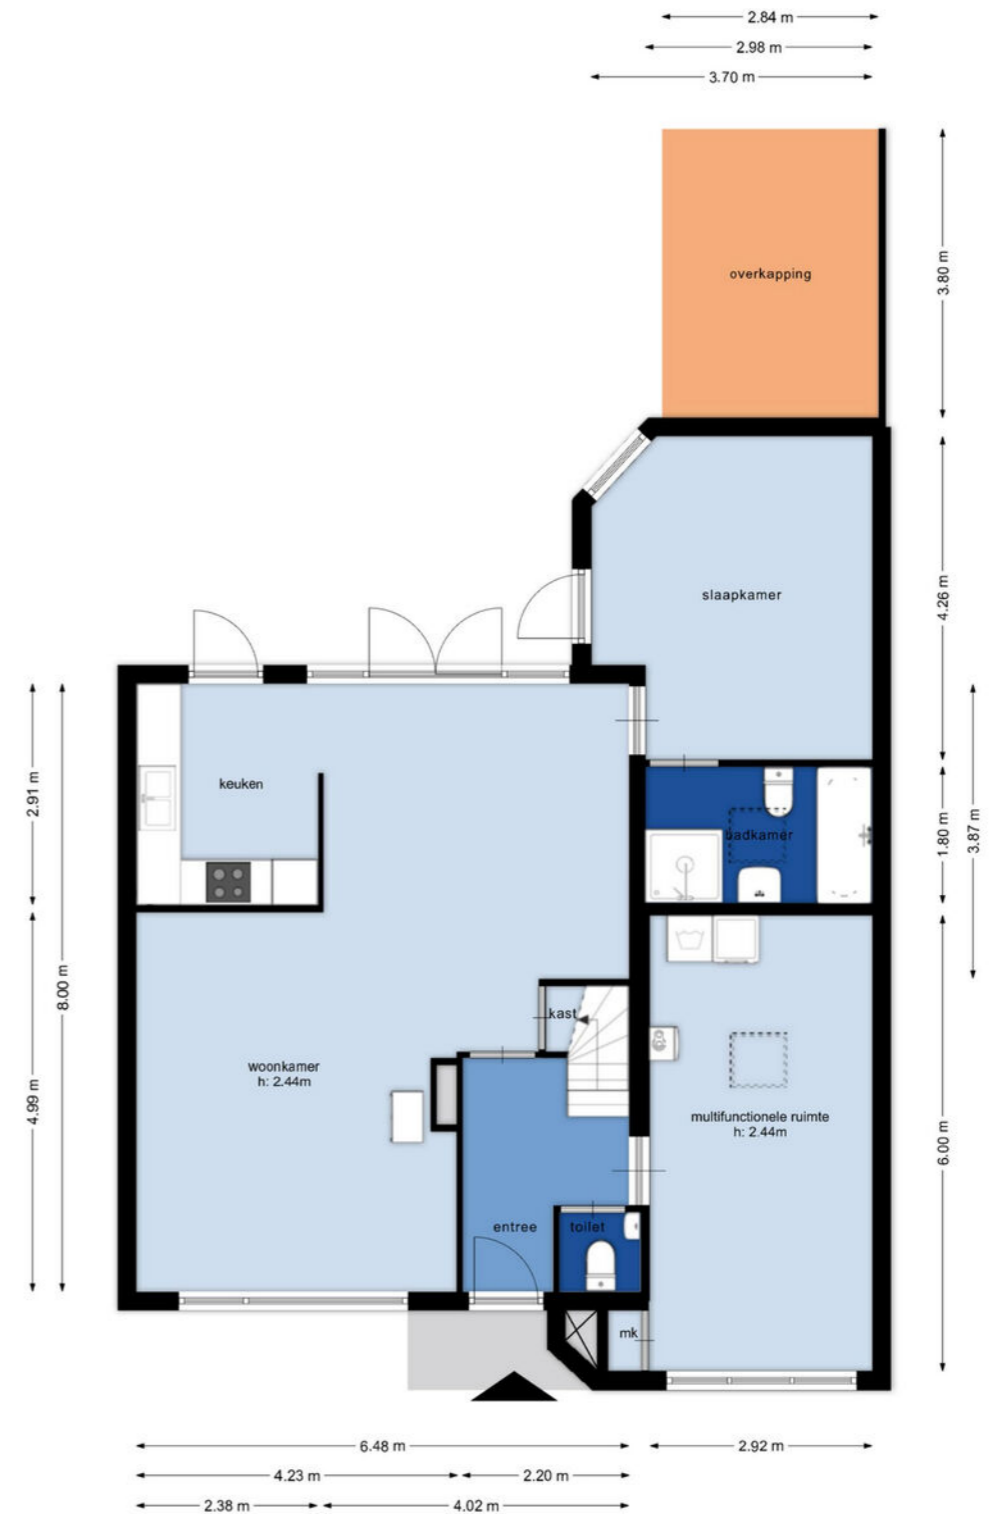 2.84 m
2.98 m
3.70 m
overkapping
3.80 m
slaapkamer
4.26 m
keuken
2.91 m
badkamer
1.80 m
3.87 m
8.00 m
kast
woonkamer
h: 2.44m
4.99 m
multifunctionele ruimte
h: 2.44m
6.00 m
entree
toilet
mk
6.48 m
2.92 m
4.23 m
2.20 m
2.38 m
4.02 m